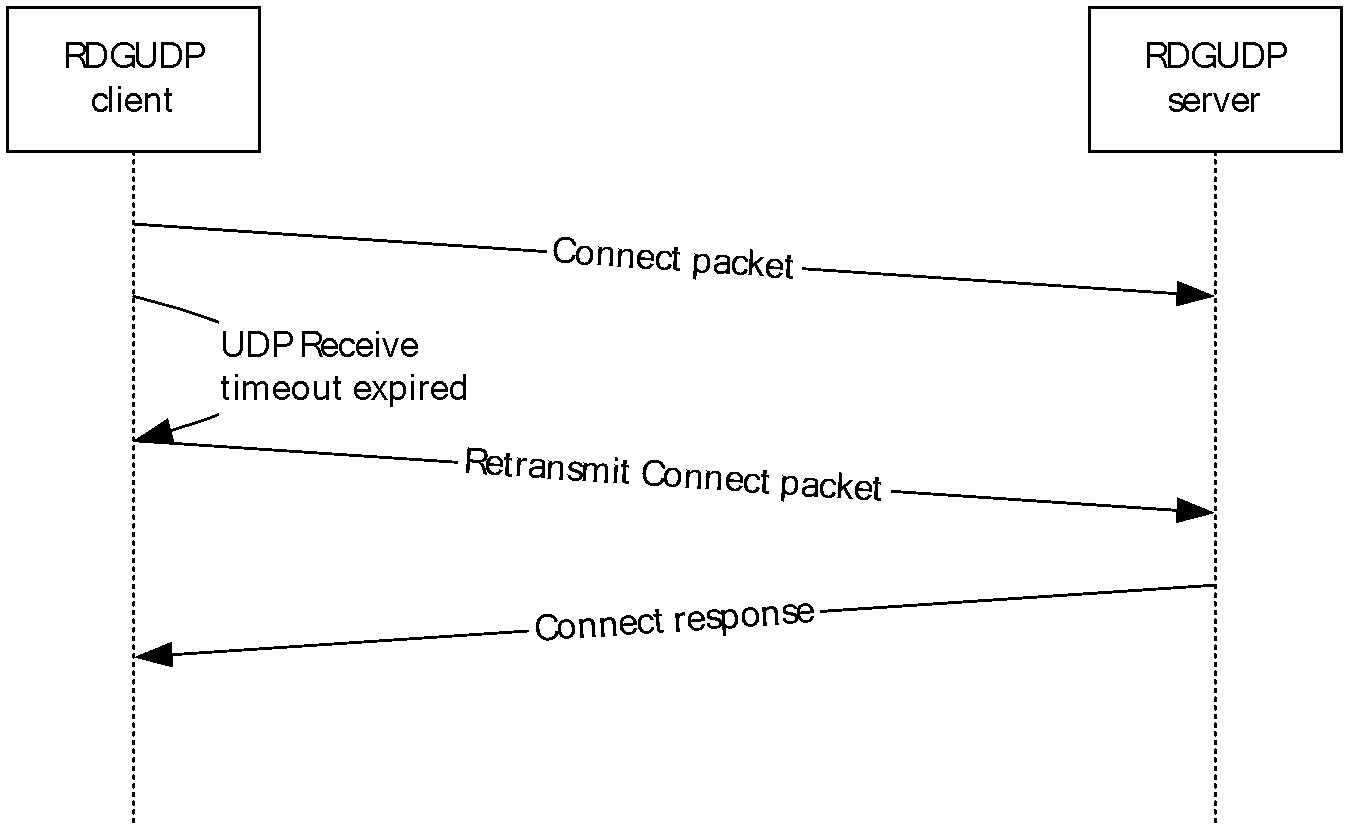 RDGUDP
client
RDGUDP
server
Connect packet
UDP Receive
timeout expired
Retransmit Connect packet
Connect response